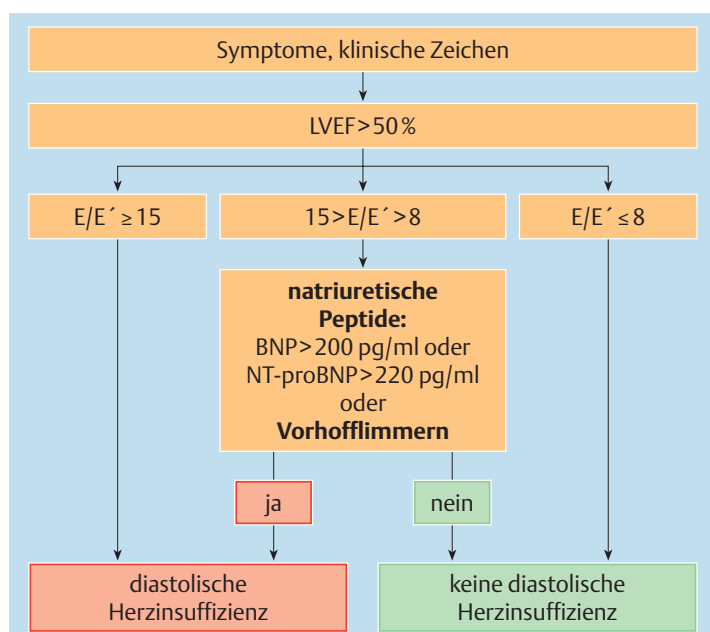 Symptome, klinische Zeichen
LVEF>50%
E/E´ ≥ 15
15>E/E´>8
E/E´ ≤ 8
natriuretische
Peptide:
BNP>200 pg/ml oder
NT-proBNP>220 pg/ml
oder
Vorhofflimmern
ja
nein
diastolische
Herzinsuffizienz
keine diastolische
Herzinsuffizienz